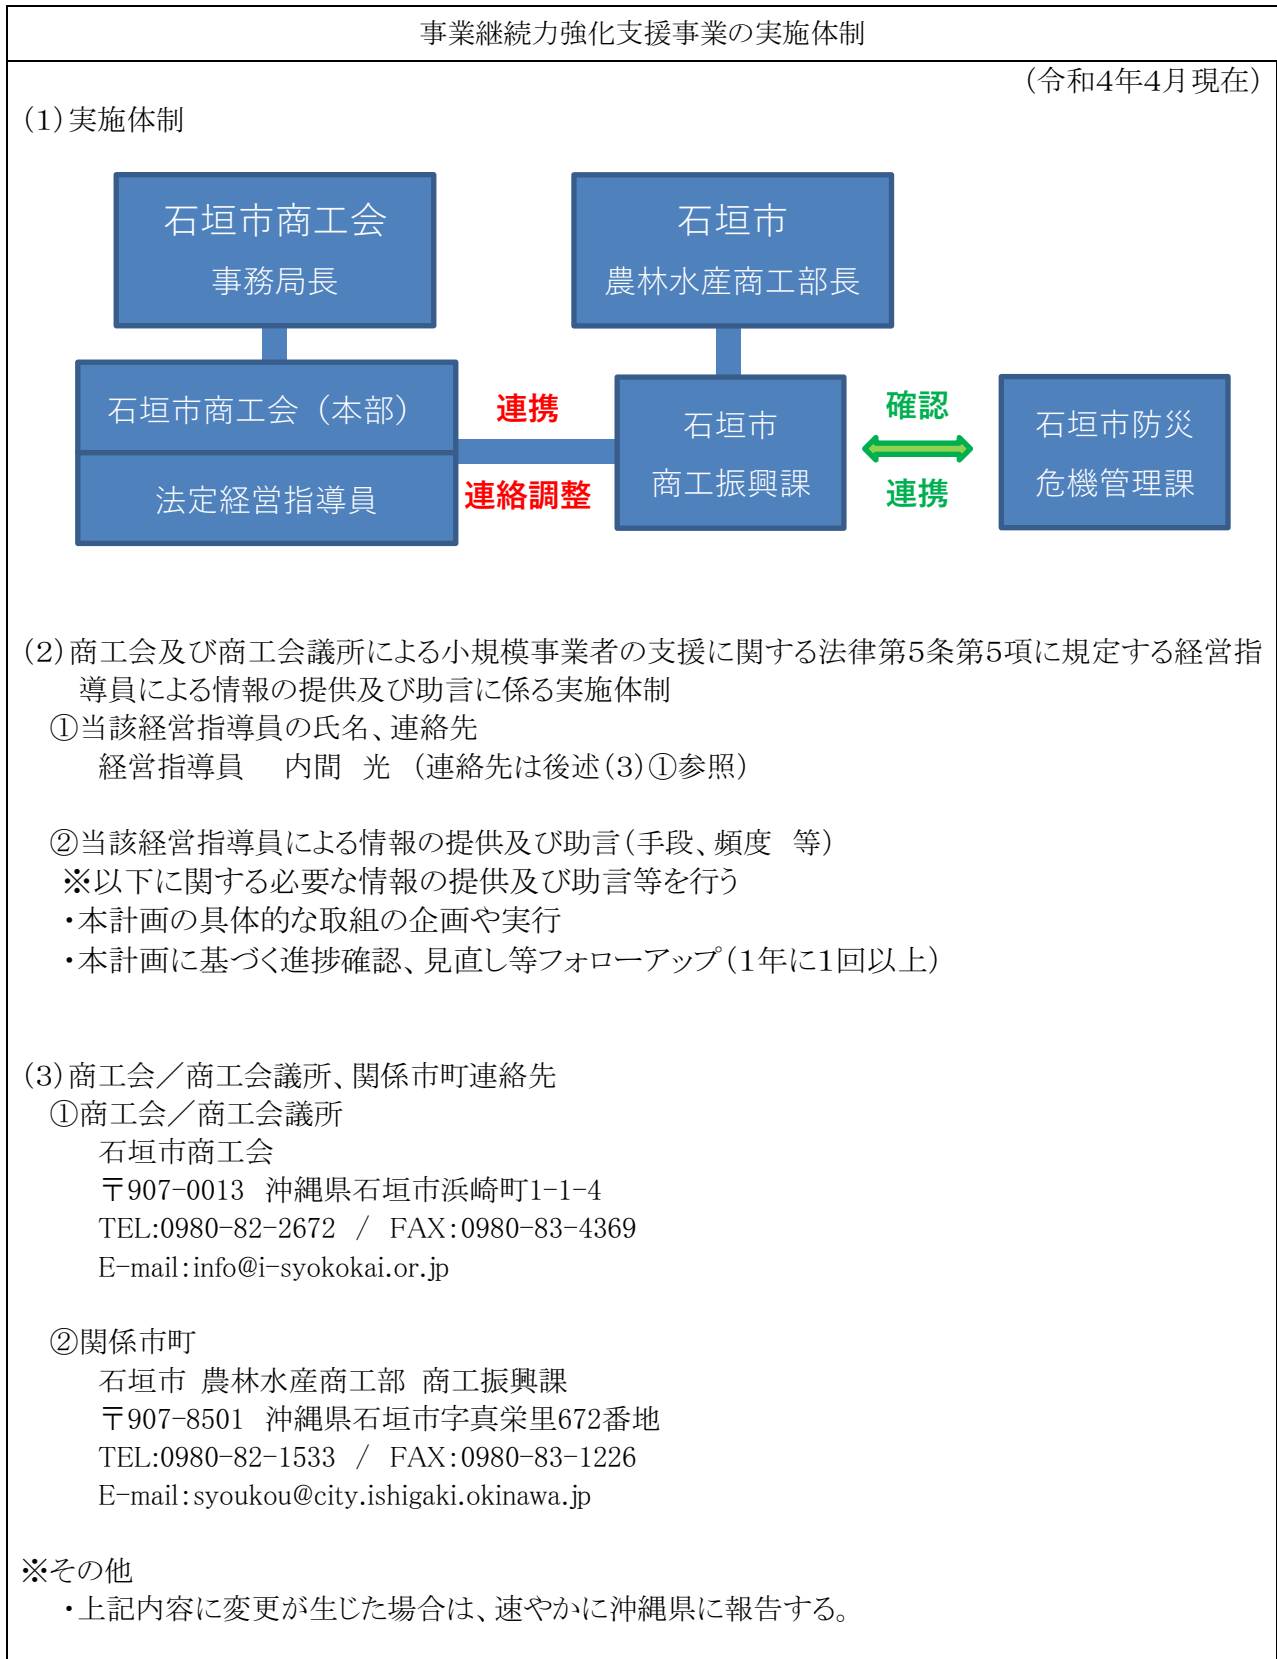 事業継続力強化支援事業の実施体制
（令和4年4月現在）
（1）実施体制
石垣市商工会
事務局長
石垣市
農林水産商工部長
石垣市商工会（本部）
法定経営指導員
連携
連絡調整
石垣市
商工振興課
確認
連携
石垣市防災
危機管理課
（2）商工会及び商工会議所による小規模事業者の支援に関する法律第5条第5項に規定する経営指
導員による情報の提供及び助言に係る実施体制
①当該経営指導員の氏名、連絡先
経営指導員　内間　光　（連絡先は後述（3）①参照）
②当該経営指導員による情報の提供及び助言（手段、頻度　等）
※以下に関する必要な情報の提供及び助言等を行う
・本計画の具体的な取組の企画や実行
・本計画に基づく進捗確認、見直し等フォローアップ（1年に1回以上）
（3）商工会／商工会議所、関係市町連絡先
①商工会／商工会議所
石垣市商工会
〒907-0013　沖縄県石垣市浜崎町1-1-4
TEL:0980-82-2672 / FAX:0980-83-4369
E-mail:info@i-syokokai.or.jp
②関係市町
石垣市 農林水産商工部 商工振興課
〒907-8501　沖縄県石垣市字真栄里672番地
TEL:0980-82-1533 / FAX:0980-83-1226
E-mail:syoukou@city.ishigaki.okinawa.jp
※その他
・上記内容に変更が生じた場合は、速やかに沖縄県に報告する。